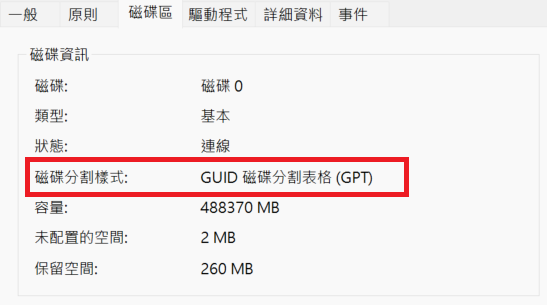 一般 原則 磁碟區 驅動程式 詳細資料 事件
磁碟資訊
磁碟: 磁碟 0
類型: 基本
狀態: 連線
磁碟分割樣式: GUID 磁碟分割表格 (GPT)
容量: 488370 MB
未配置的空間: 2 MB
保留空間: 260 MB